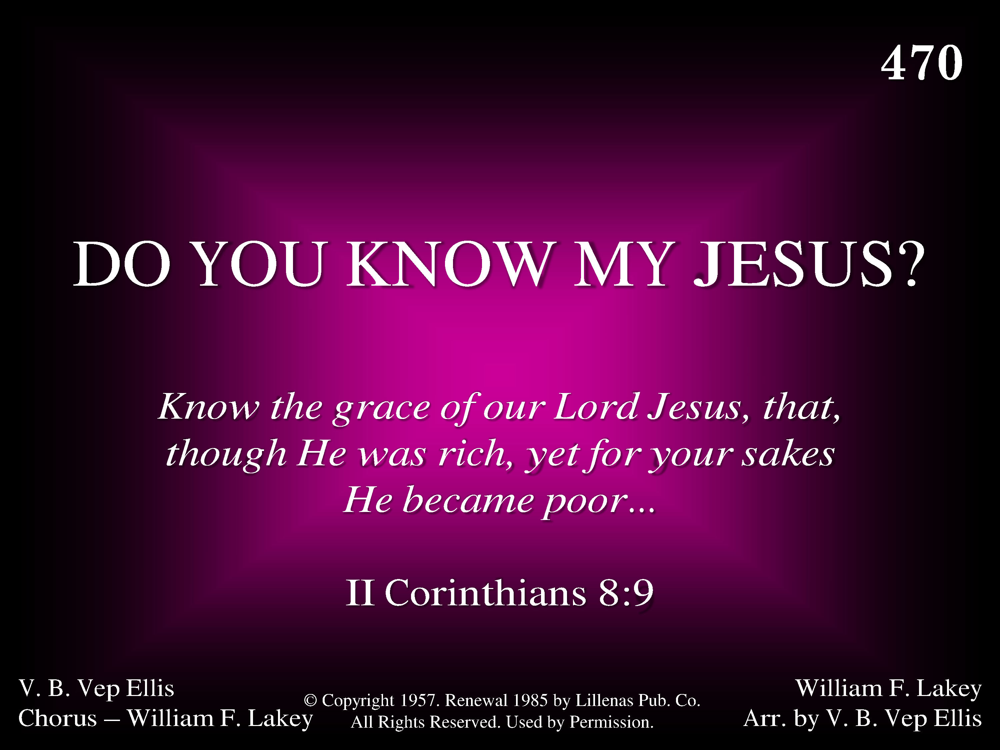 470
DO YOU KNOW MY JESUS?
Know the grace of our Lord Jesus, that,
though He was rich, yet for your sakes
He became poor...
II Corinthians 8:9
V. B. Vep Ellis
Chorus – William F. Lakey
© Copyright 1957. Renewal 1985 by Lillenas Pub. Co.
All Rights Reserved. Used by Permission.
William F. Lakey
Arr. by V. B. Vep Ellis